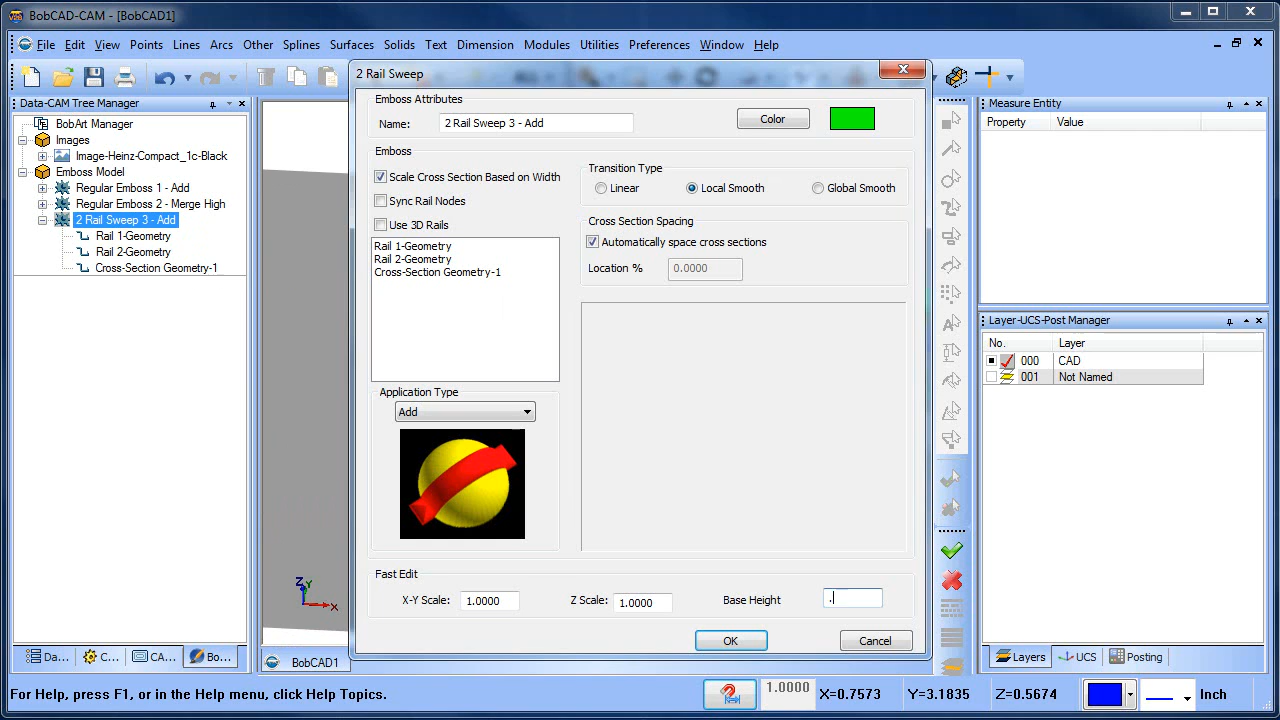 BobCAD-CAM - [BobCAD1]
File Edit View Points Lines Arcs Other Splines Surfaces Solids Text Dimension Modules Utilities Preferences Window Help
Data-CAM Tree Manager
BobArt Manager
Images
Image-Heinz-Compact_1c-Black
Emboss Model
Regular Emboss 1 - Add
Regular Emboss 2 - Merge High
2 Rail Sweep 3 - Add
Rail 1-Geometry
Rail 2-Geometry
Cross-Section Geometry-1
Da... C... CA... Bo...
Z Y X
BobCAD1
2 Rail Sweep
Emboss Attributes
Name: 2 Rail Sweep 3 - Add Color
Emboss
Scale Cross Section Based on Width
Sync Rail Nodes
Use 3D Rails
Rail 1-Geometry
Rail 2-Geometry
Cross-Section Geometry-1
Application Type
Add
Transition Type
Linear Local Smooth Global Smooth
Cross Section Spacing
Automatically space cross sections
Location % 0.0000
Fast Edit
X-Y Scale: 1.0000 Z Scale: 1.0000 Base Height .
OK Cancel
Measure Entity
Property Value
Layer-UCS-Post Manager
No. Layer
000 CAD
001 Not Named
Layers UCS Posting
For Help, press F1, or in the Help menu, click Help Topics. 1.0000 X=0.7573 Y=3.1835 Z=0.5674 Inch